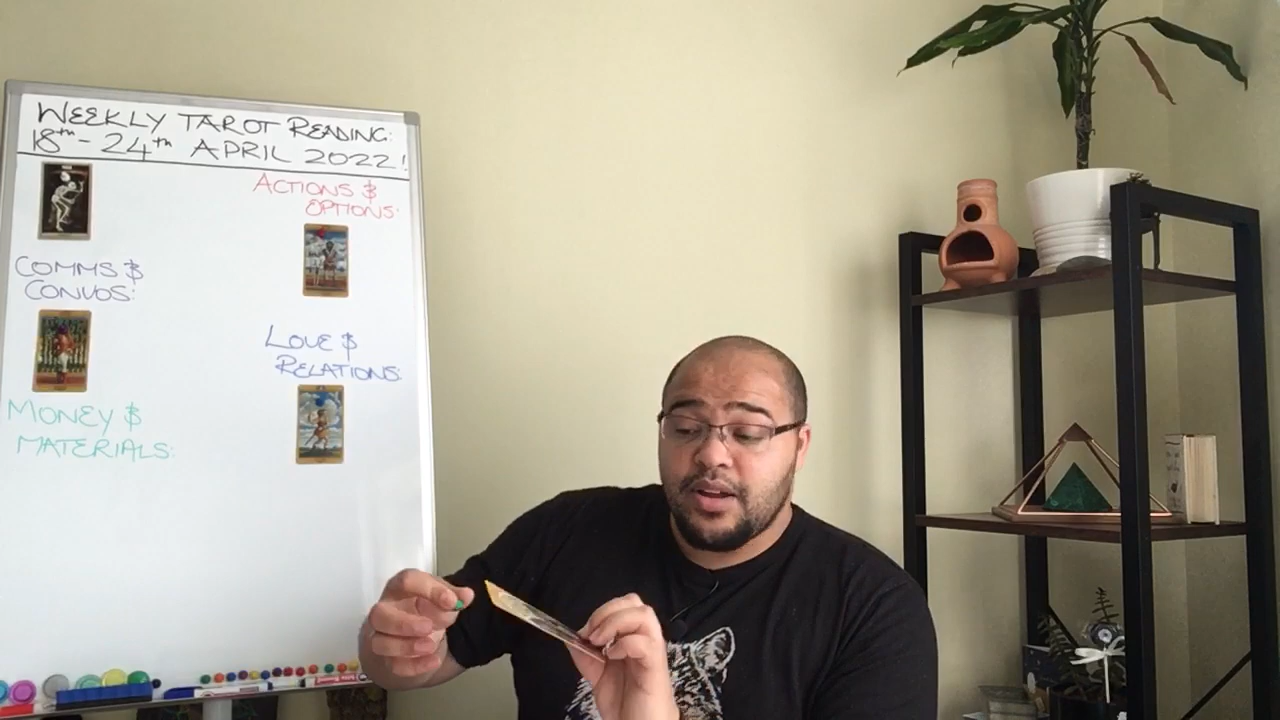 WEEKLY TAROT READING:
18th - 24th APRIL 2022!
ACTIONS &
OPTIONS:
COMMS &
CONVOS:
LOVE &
RELATIONS:
MONEY &
MATERIALS: